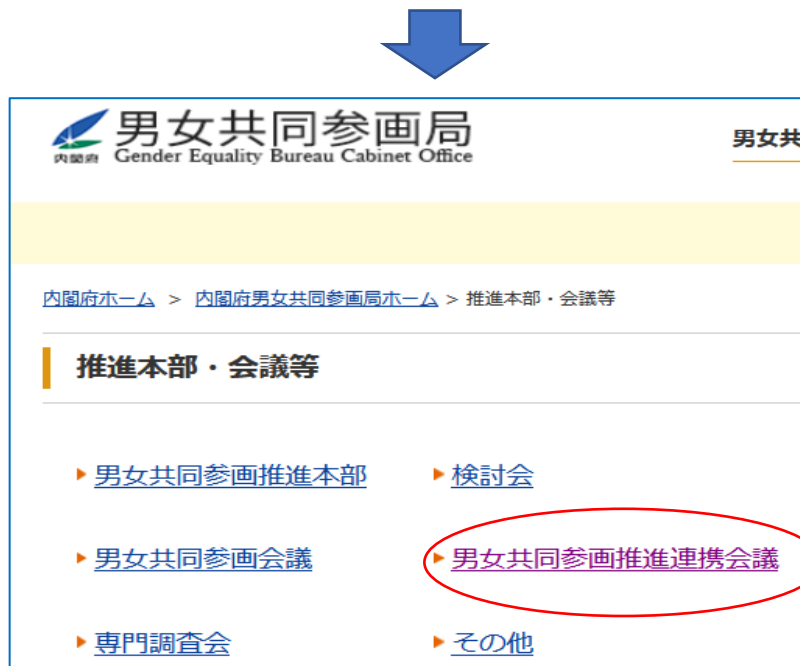 男女共同参画局
内閣府 Gender Equality Bureau Cabinet Office
男女共
内閣府ホーム > 内閣府男女共同参画局ホーム > 推進本部・会議等
推進本部・会議等
男女共同参画推進本部
検討会
男女共同参画会議
男女共同参画推進連携会議
専門調査会
その他